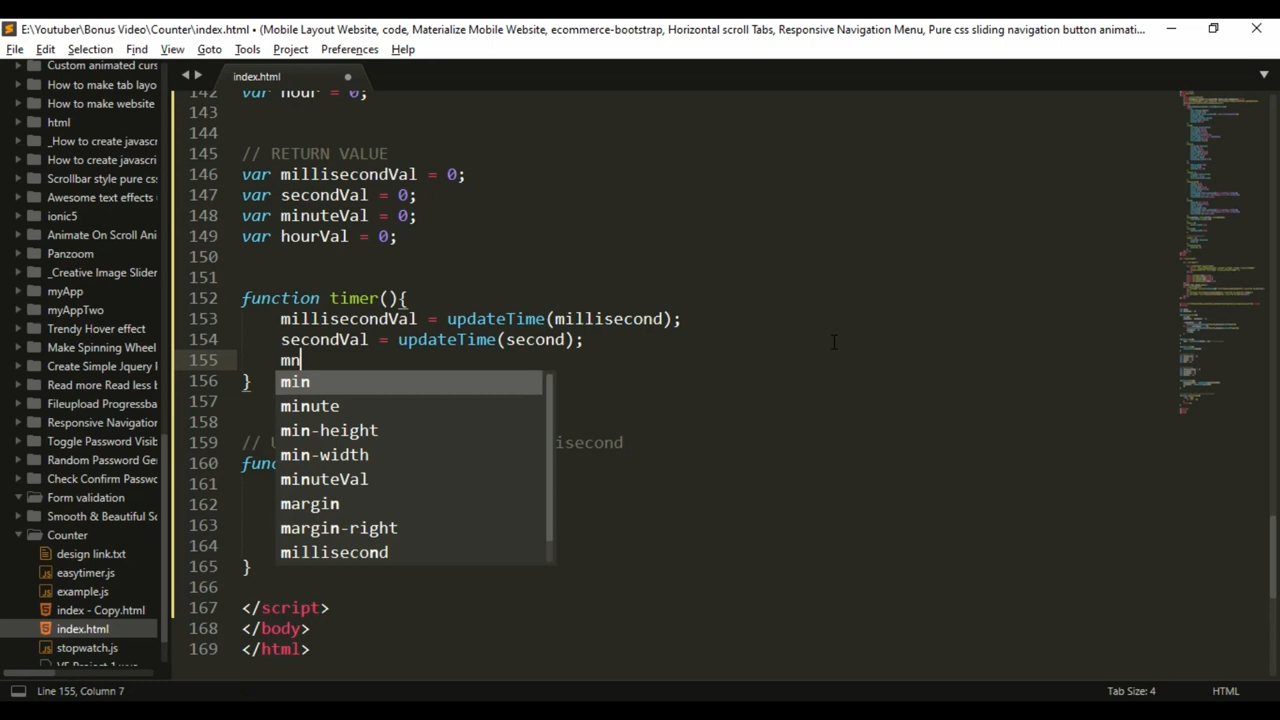 E:\Youtuber\Bonus Video\Counter\index.html • (Mobile Layout Website, code, Materialize Mobile Website, ecommerce-bootstrap, Horizontal scroll Tabs, Responsive Navigation Menu, Pure css sliding navigation button animati...
File Edit Selection Find View Goto Tools Project Preferences Help
Custom animated curs
How to make tab layo
How to make website
html
_How to create javascr
How to create javascri
Scrollbar style pure css
Awesome text effects
ionic5
Animate On Scroll Ani
Panzoom
_Creative Image Slider
myApp
myAppTwo
Trendy Hover effect
Make Spinning Wheel
Create Simple Jquery
Read more Read less b
Fileupload Progressba
Responsive Navigation
Toggle Password Visib
Random Password Ge
Check Confirm Passwo
Form validation
Smooth & Beautiful Sc
Counter
design link.txt
easytimer.js
example.js
index - Copy.html
index.html
stopwatch.js
index.html
142 var hour = 0;
143
144
145 // RETURN VALUE
146 var millisecondVal = 0;
147 var secondVal = 0;
148 var minuteVal = 0;
149 var hourVal = 0;
150
151
152 function timer(){
153 millisecondVal = updateTime(millisecond);
154 secondVal = updateTime(second);
155 mn
156 }
157
158
159 // U isecond
160 func
161
162
163
164
165 }
166
167 </script>
168 </body>
169 </html>
min
minute
min-height
min-width
minuteVal
margin
margin-right
millisecond
Line 155, Column 7 Tab Size: 4 HTML